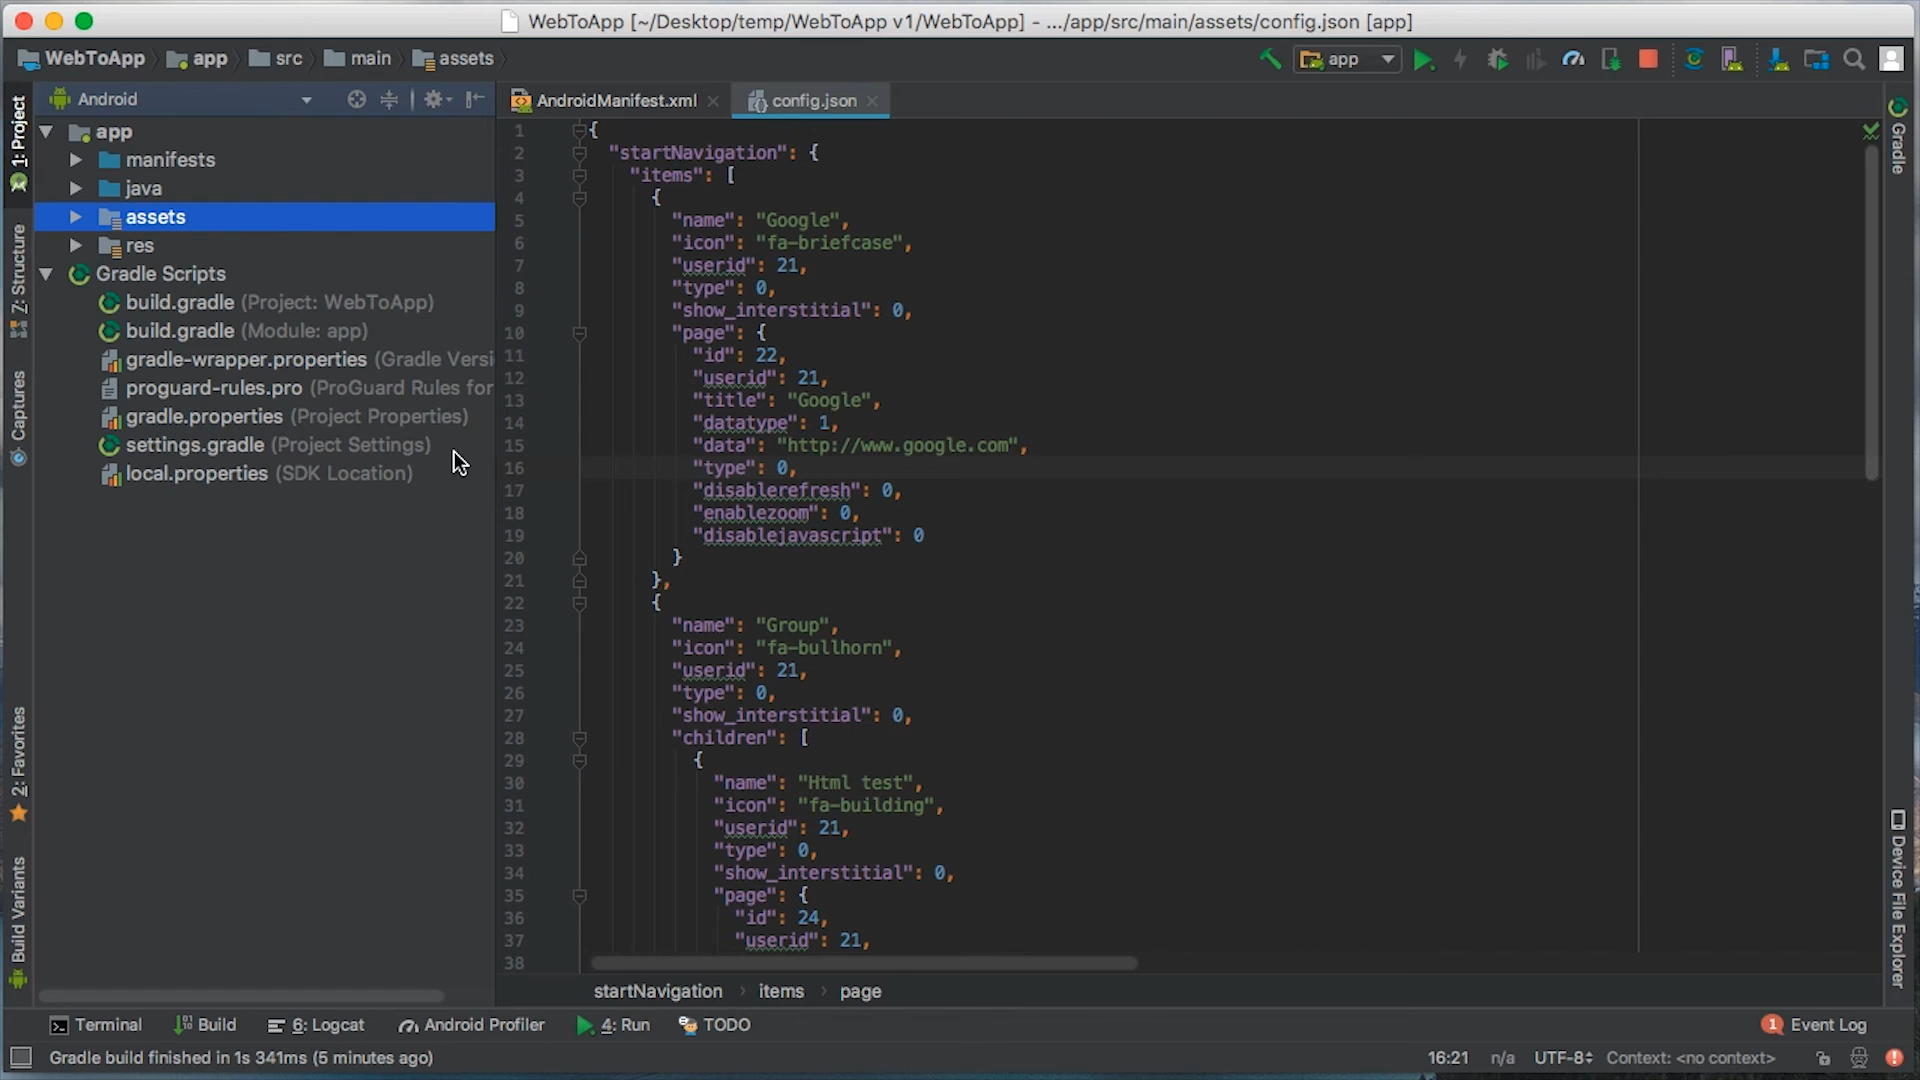 WebToApp [~/Desktop/temp/WebToApp v1/WebToApp] - .../app/src/main/assets/config.json [app]
WebToApp app src main assets
app
Android
AndroidManifest.xml
config.json
1: Project
Z: Structure
Captures
2: Favorites
Build Variants
app
manifests
java
assets
res
Gradle Scripts
build.gradle (Project: WebToApp)
build.gradle (Module: app)
gradle-wrapper.properties (Gradle Versi
proguard-rules.pro (ProGuard Rules for
gradle.properties (Project Properties)
settings.gradle (Project Settings)
local.properties (SDK Location)
1 {
2 "startNavigation": {
3 "items": [
4 {
5 "name": "Google",
6 "icon": "fa-briefcase",
7 "userid": 21,
8 "type": 0,
9 "show_interstitial": 0,
10 "page": {
11 "id": 22,
12 "userid": 21,
13 "title": "Google",
14 "datatype": 1,
15 "data": "http://www.google.com",
16 "type": 0,
17 "disablerefresh": 0,
18 "enablezoom": 0,
19 "disablejavascript": 0
20 }
21 },
22 {
23 "name": "Group",
24 "icon": "fa-bullhorn",
25 "userid": 21,
26 "type": 0,
27 "show_interstitial": 0,
28 "children": [
29 {
30 "name": "Html test",
31 "icon": "fa-building",
32 "userid": 21,
33 "type": 0,
34 "show_interstitial": 0,
35 "page": {
36 "id": 24,
37 "userid": 21,
38
startNavigation items page
Gradle
Device File Explorer
Terminal Build 6: Logcat Android Profiler 4: Run TODO
1 Event Log
Gradle build finished in 1s 341ms (5 minutes ago)
16:21 n/a UTF-8 Context: <no context>